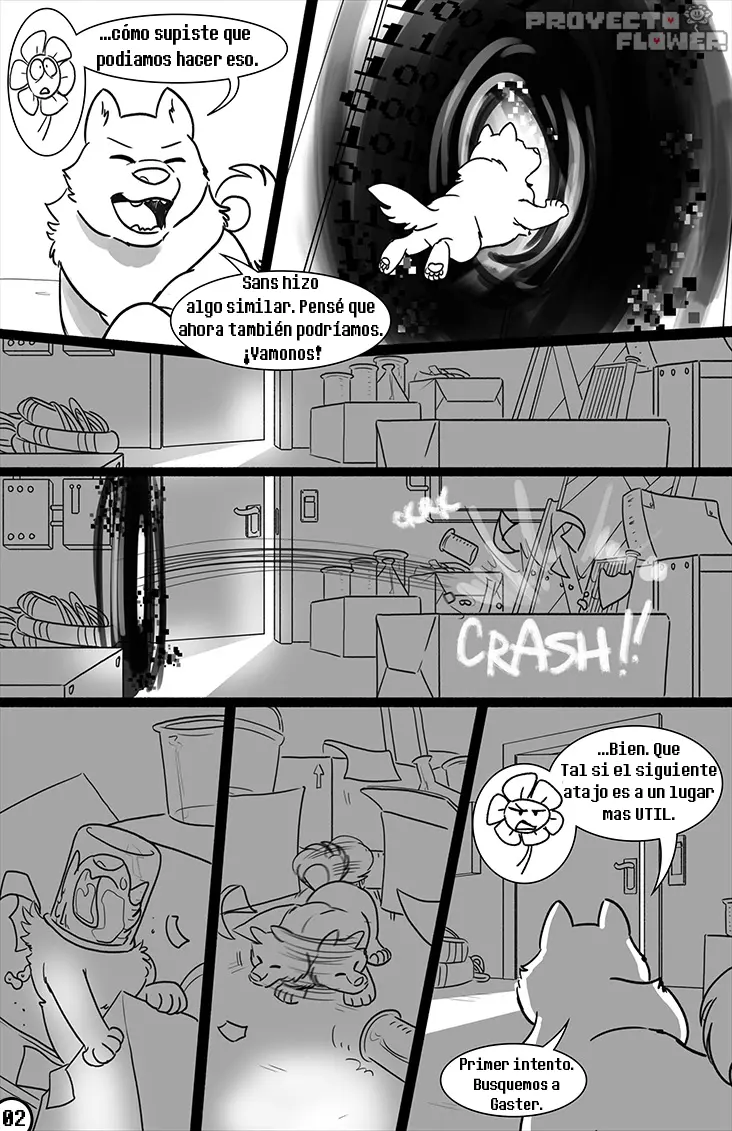 PROYECTO
FLOWER
...cómo supiste que
podiamos hacer eso.
Sans hizo
algo similar. Pensé que
ahora también podríamos.
¡Vamonos!
CRASH!!
...Bien. Que
Tal si el siguiente
atajo es a un lugar
mas UTIL.
Primer intento.
Busquemos a
Gaster.
02